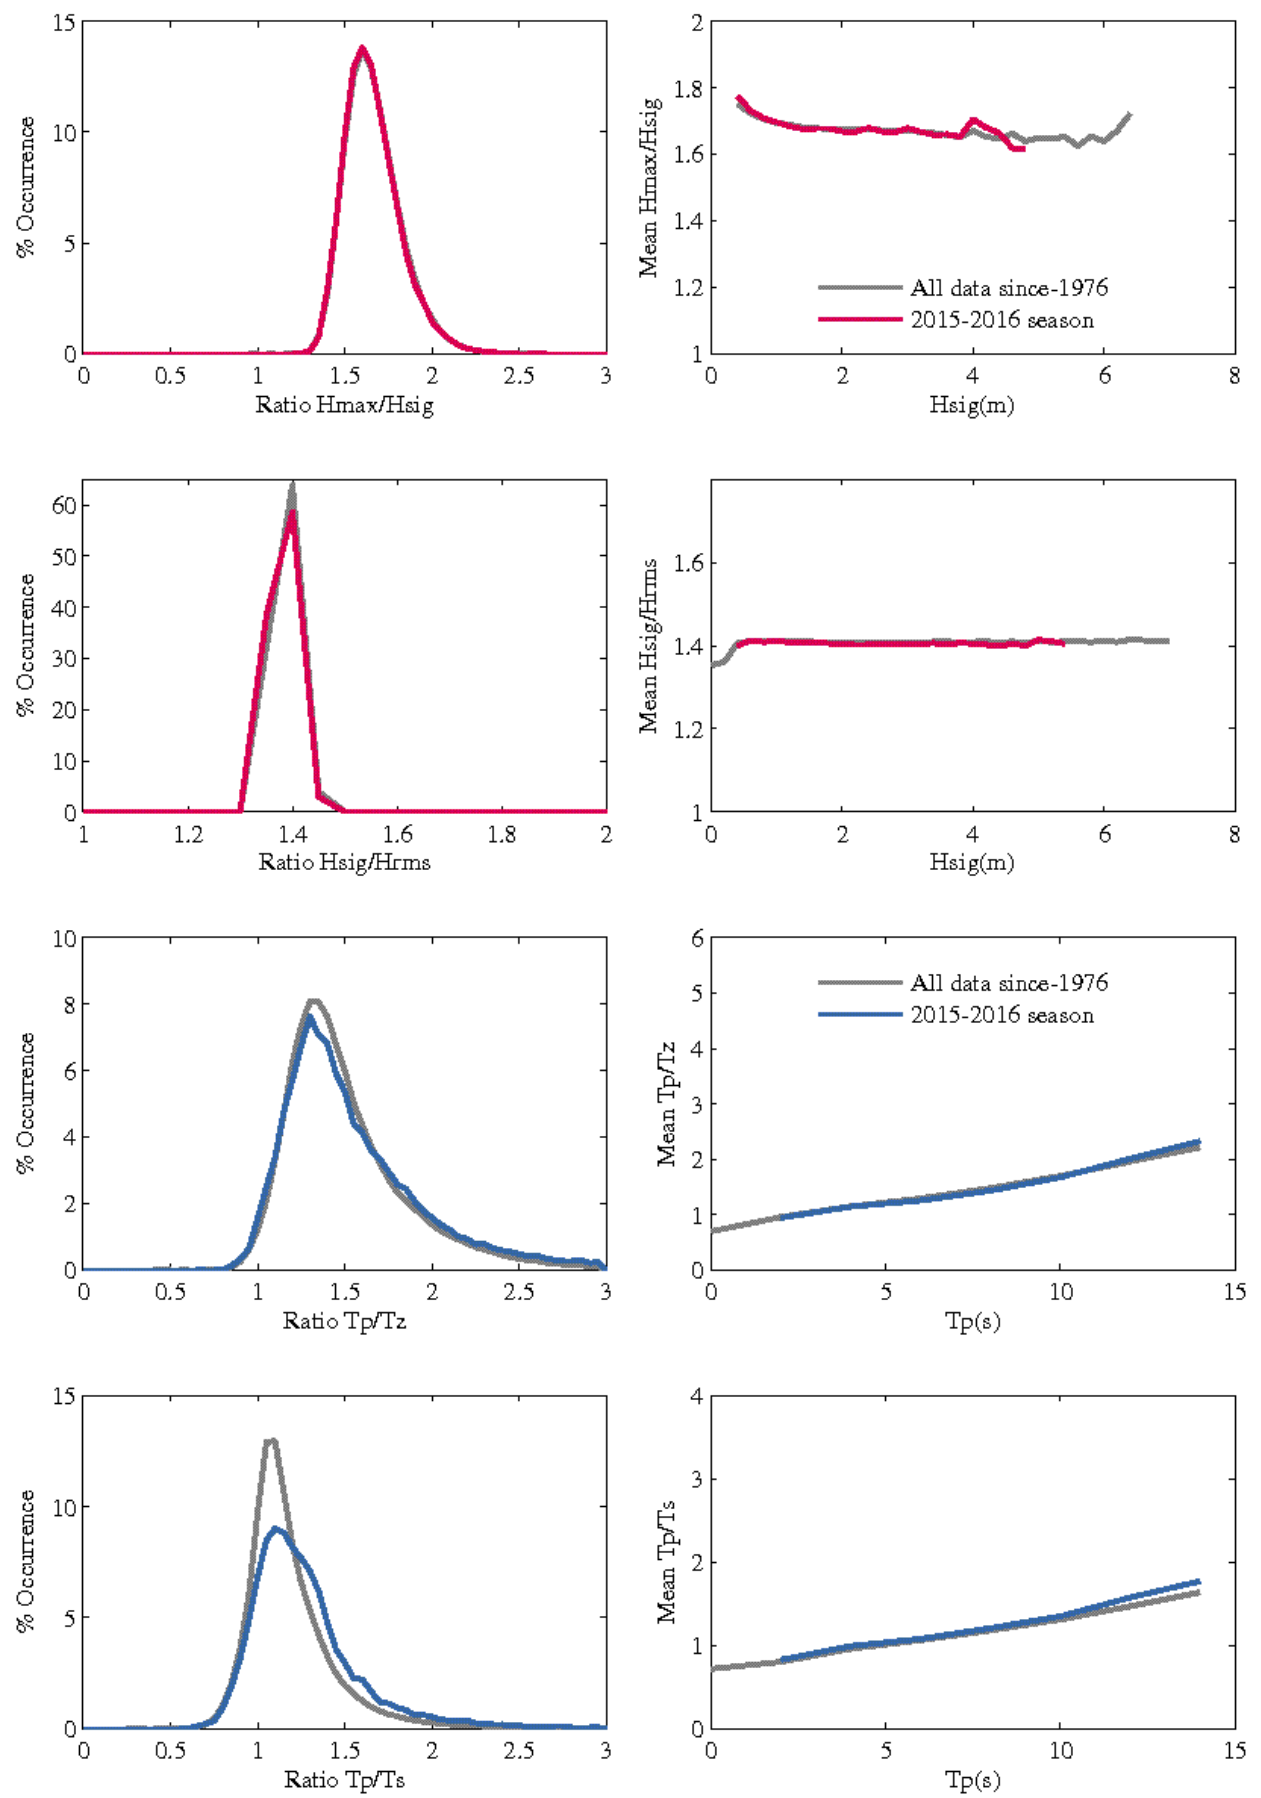 15
10
5
0
0 0.5 1 1.5 2 2.5 3
% Occurrence
Ratio Hmax/Hsig
2
1.8
1.6
1.4
1.2
1
0 2 4 6 8
Mean Hmax/Hsig
Hsig(m)
All data since-1976
2015-2016 season
60
50
40
30
20
10
0
1 1.2 1.4 1.6 1.8 2
% Occurrence
Ratio Hsig/Hrms
1.6
1.4
1.2
1
0 2 4 6 8
Mean Hsig/Hrms
Hsig(m)
10
8
6
4
2
0
0 0.5 1 1.5 2 2.5 3
% Occurrence
Ratio Tp/Tz
6
5
4
3
2
1
0
0 5 10 15
Mean Tp/Tz
Tp(s)
All data since-1976
2015-2016 season
15
10
5
0
0 0.5 1 1.5 2 2.5 3
% Occurrence
Ratio Tp/Ts
4
3
2
1
0
0 5 10 15
Mean Tp/Ts
Tp(s)